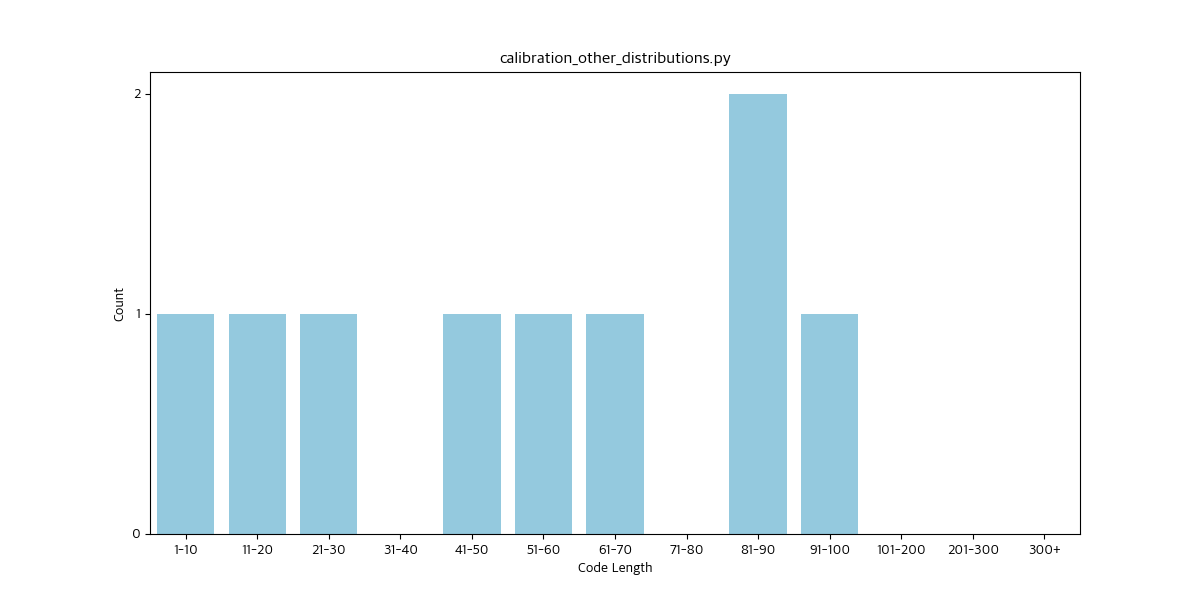 calibration_other_distributions.py
2
1
0
Count
1-10 11-20 21-30 31-40 41-50 51-60 61-70 71-80 81-90 91-100 101-200 201-300 300+
Code Length